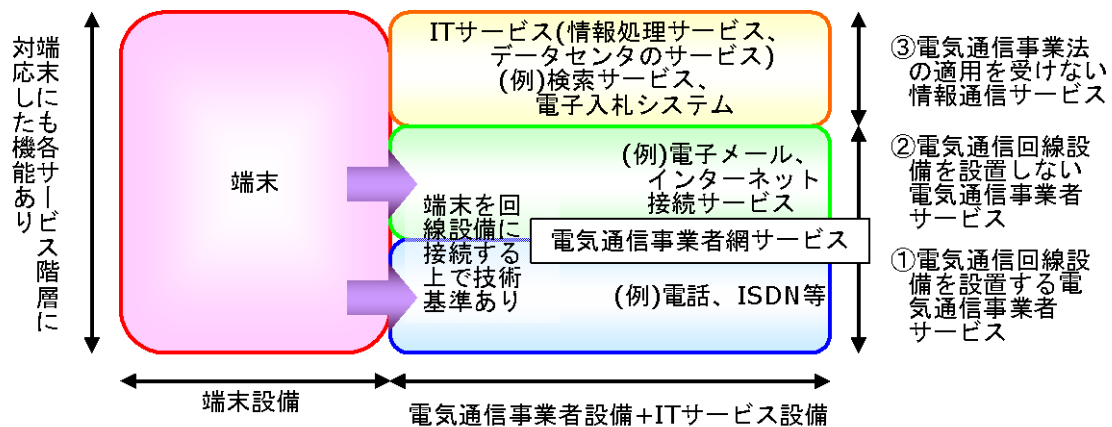 端末にも各サービス階層に
対応した機能あり
端末
ITサービス(情報処理サービス、
データセンタのサービス)
(例)検索サービス、
電子入札システム
(例)電子メール、
インターネット
接続サービス
端末を回
線設備に
接続する
上で技術
基準あり
電気通信事業者網サービス
(例)電話、ISDN等
③電気通信事業法
の適用を受けない
情報通信サービス
②電気通信回線設
備を設置しない
電気通信事業者
サービス
①電気通信回線設
備を設置する電
気通信事業者
サービス
端末設備
電気通信事業者設備+ITサービス設備